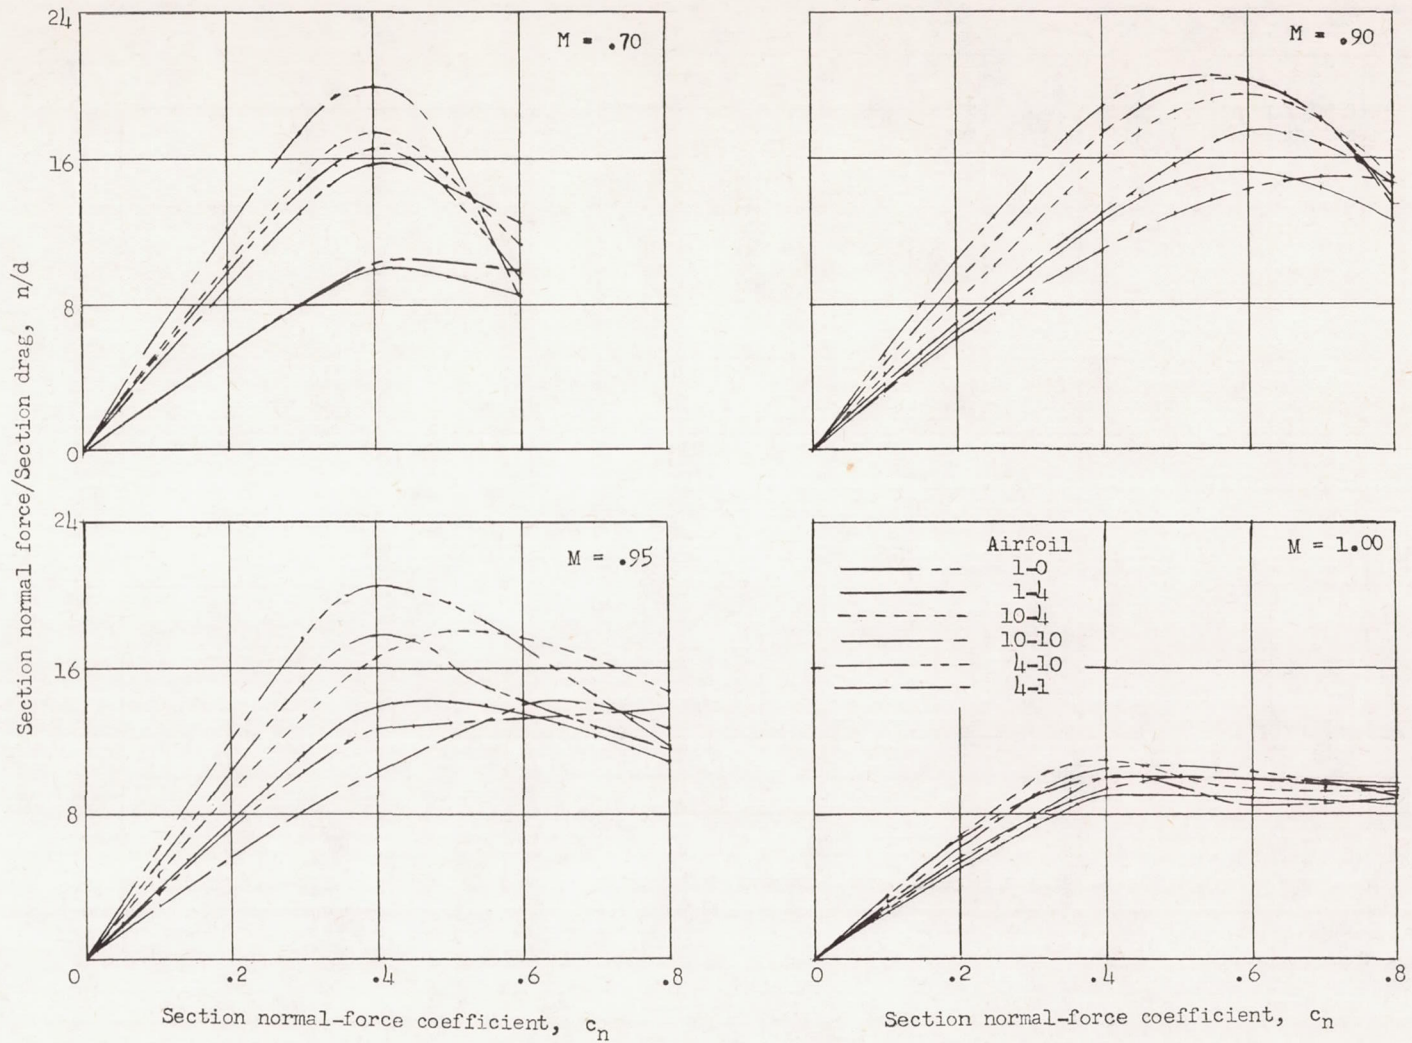 24
16
8
0
M = .70
M = .90
Section normal force/Section drag, n/d
24
16
8
0
.2
.4
.6
.8
M = .95
Section normal-force coefficient, cn
Airfoil
1-0
1-4
10-4
10-10
4-10
4-1
M = 1.00
0
.2
.4
.6
.8
Section normal-force coefficient, cn